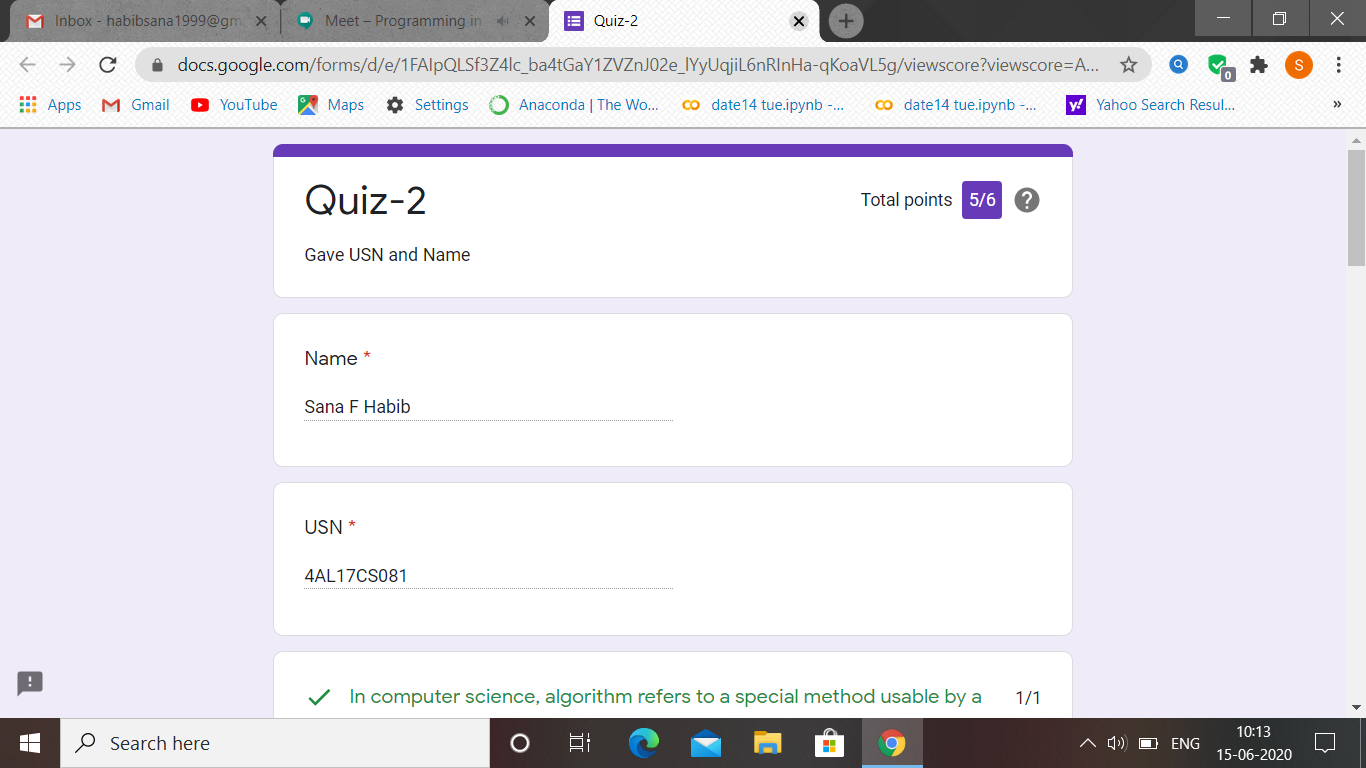 Inbox - habibsana1999@gm
Meet – Programming in
Quiz-2
docs.google.com/forms/d/e/1FAIpQLSf3Z4lc_ba4tGaY1ZVZnJ02e_lYyUqjiL6nRInHa-qKoaVL5g/viewscore?viewscore=A...
S
0
Apps
Gmail
YouTube
Maps
Settings
Anaconda | The Wo...
date14 tue.ipynb -...
date14 tue.ipynb -...
Yahoo Search Resul...
»
Quiz-2
Total points 5/6
Gave USN and Name
Name *
Sana F Habib
USN *
4AL17CS081
In computer science, algorithm refers to a special method usable by a 1/1
Search here
ENG
10:13
15-06-2020